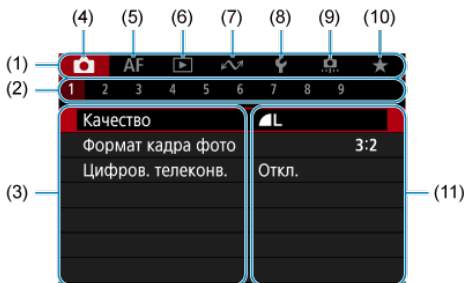 (4) (5) (6) (7) (8) (9) (10)
(1) AF
(2) 1 2 3 4 5 6 7 8 9
Качество L
Формат кадра фото 3:2
Цифров. телеконв. Откл.
(3) (11)